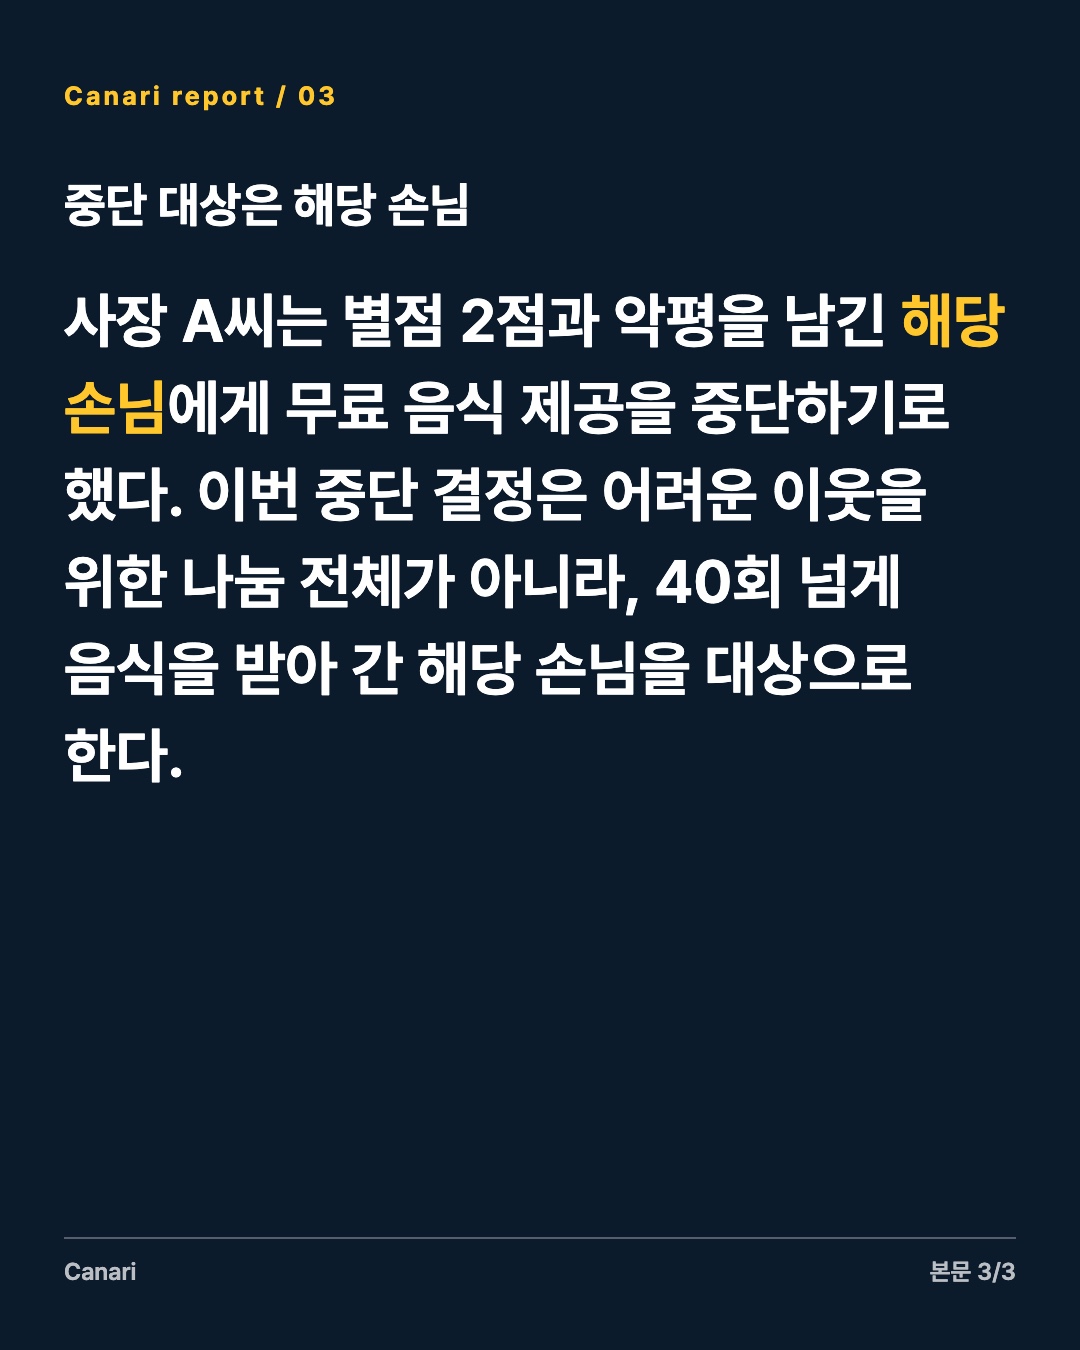 Canari report / 03
중단 대상은 해당 손님
사장 A씨는 별점 2점과 악평을 남긴 해당
손님에게 무료 음식 제공을 중단하기로
했다. 이번 중단 결정은 어려운 이웃을
위한 나눔 전체가 아니라, 40회 넘게
음식을 받아 간 해당 손님을 대상으로
한다.
Canari
본문 3/3